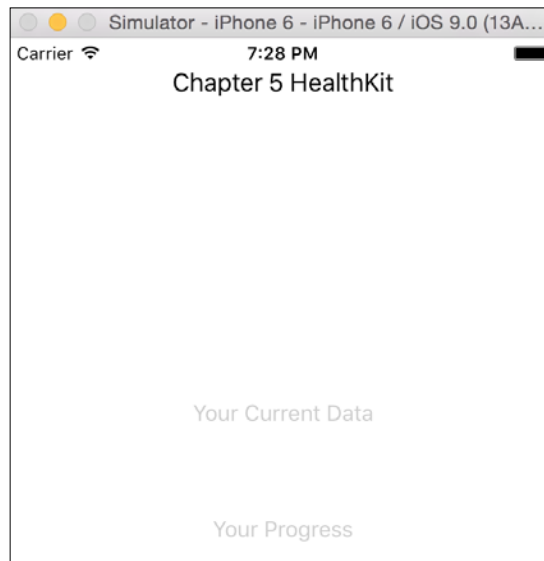 Simulator - iPhone 6 - iPhone 6 / iOS 9.0 (13A...
Carrier 7:28 PM
Chapter 5 HealthKit
Your Current Data
Your Progress